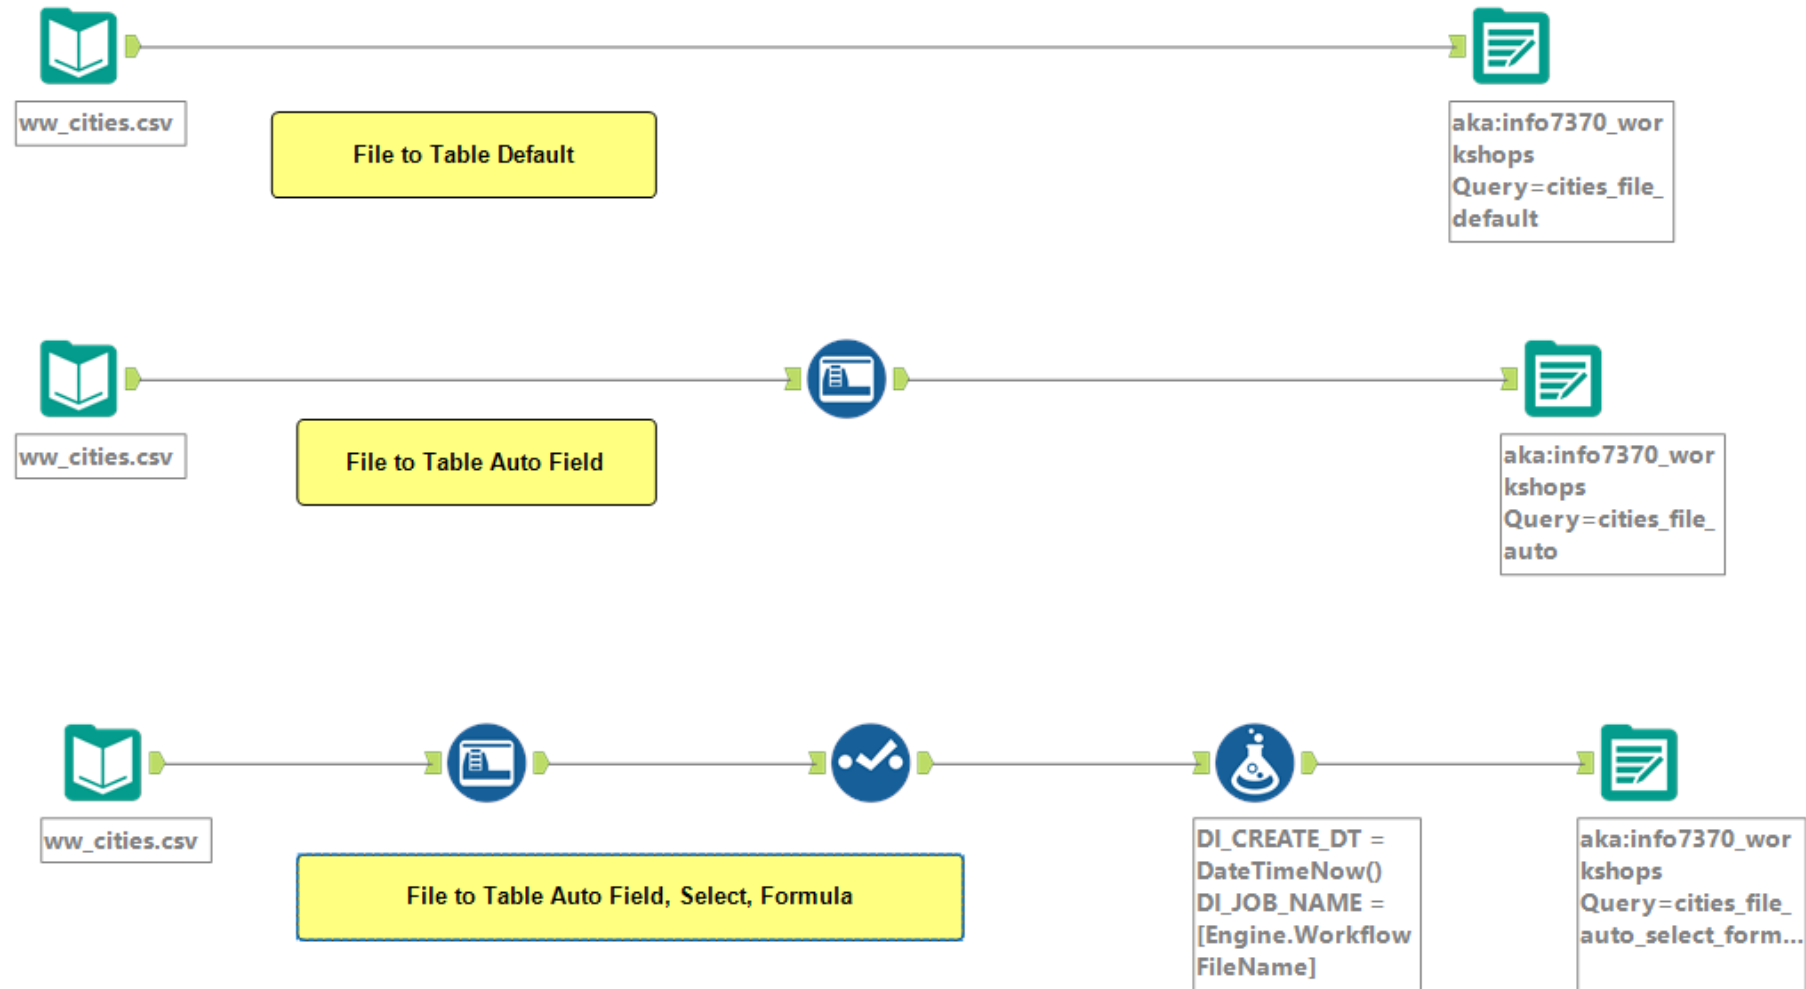 ww_cities.csv
File to Table Default
aka:info7370_wor
kshops
Query=cities_file_
default
ww_cities.csv
File to Table Auto Field
aka:info7370_wor
kshops
Query=cities_file_
auto
ww_cities.csv
File to Table Auto Field, Select, Formula
DI_CREATE_DT =
DateTimeNow()
DI_JOB_NAME =
[Engine.Workflow
FileName]
aka:info7370_wor
kshops
Query=cities_file_
auto_select_form...